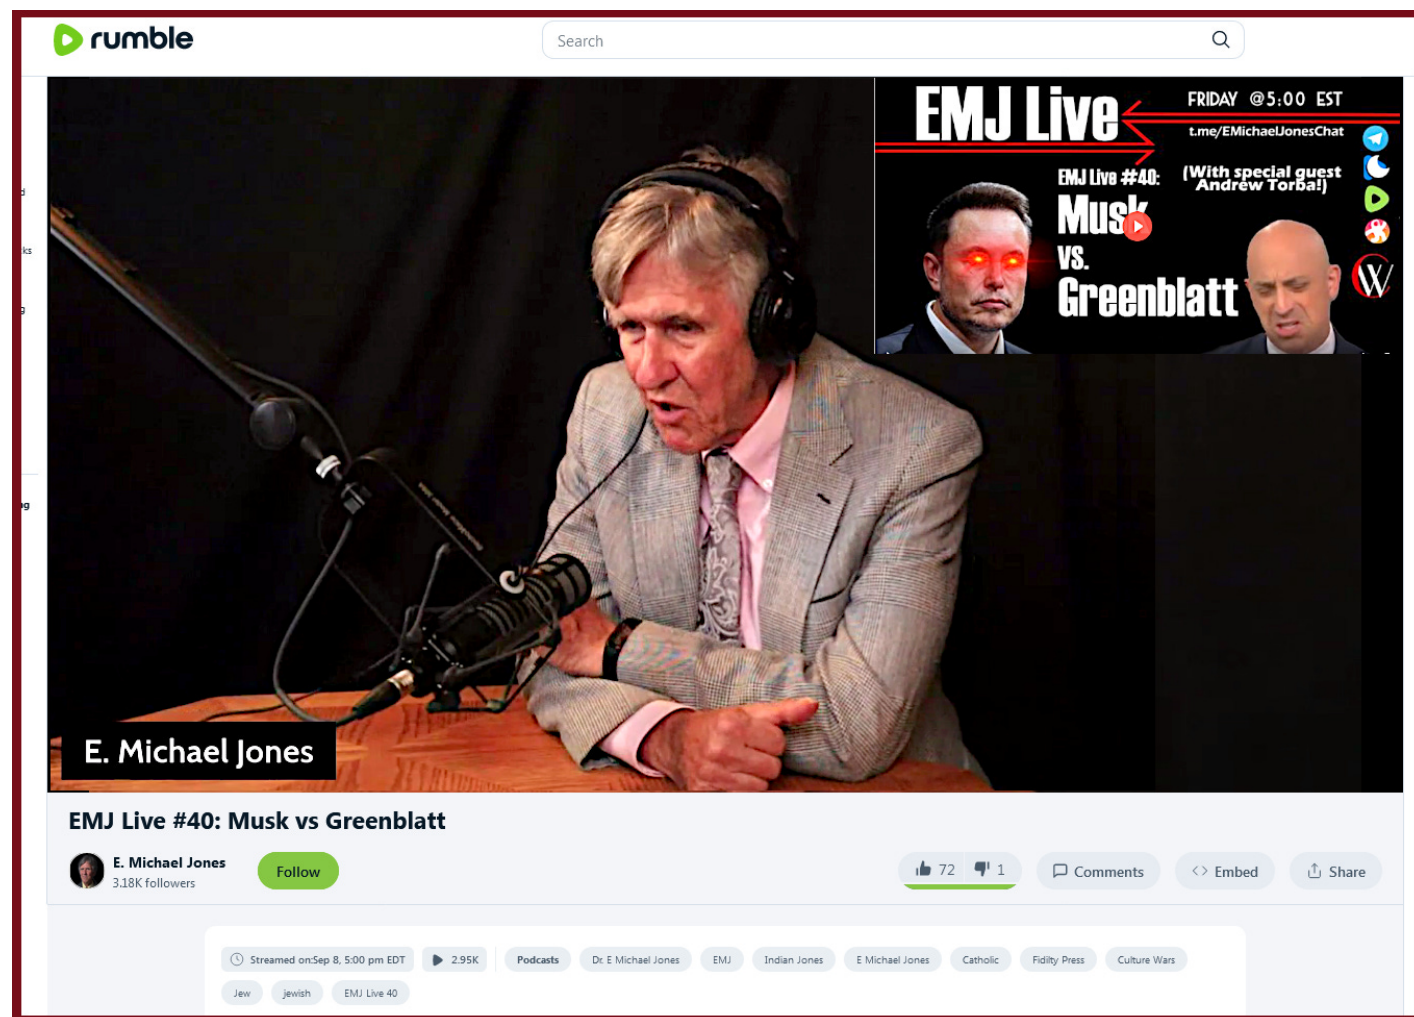 rumble
Search
EMJ Live
FRIDAY @5:00 EST
t.me/EMichaelJonesChat
EMJ Live #40:
(With special guest
Andrew Torba!)
Musk
vs.
Greenblatt
W
d
ks
g
E. Michael Jones
EMJ Live #40: Musk vs Greenblatt
E. Michael Jones
3.18K followers
Follow
72
1
Comments
Embed
Share
Streamed on:Sep 8, 5:00 pm EDT
2.95K
Podcasts
Dr. E Michael Jones
EMJ
Indian Jones
E Michael Jones
Catholic
Fidilty Press
Culture Wars
Jew
jewish
EMJ Live 40